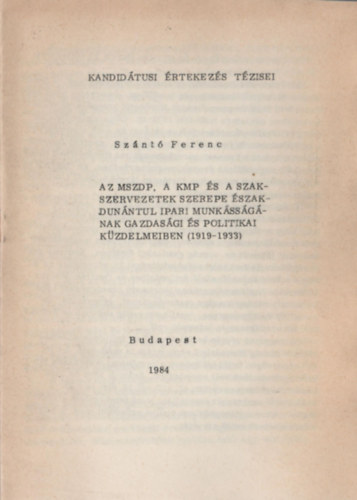 KANDIDÁTUSI ÉRTEKEZÉS TÉZISEI
Szántó Ferenc
AZ MSZDP, A KMP ÉS A SZAK-
SZERVEZETEK SZEREPE ÉSZAK-
DUNÁNTUL IPARI MUNKÁSSÁGÁ-
NAK GAZDASÁGI ÉS POLITIKAI
KÜZDELMEIBEN (1919-1933)
Budapest
1984